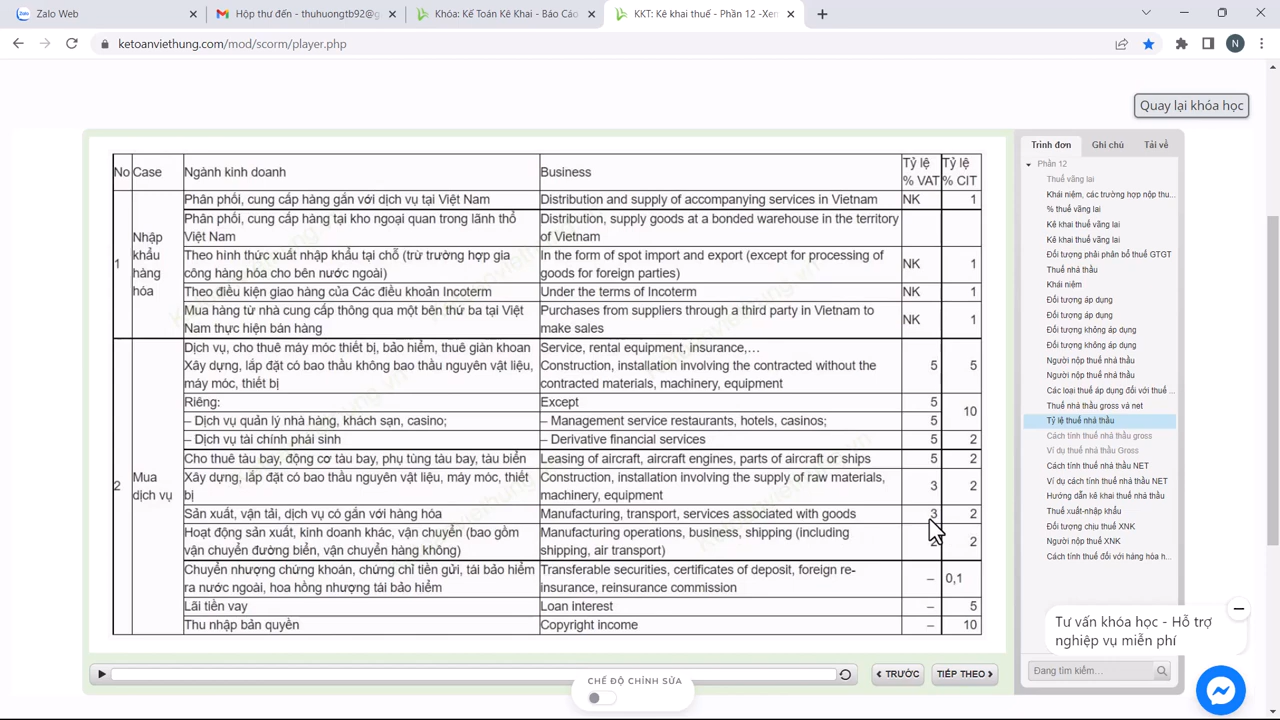 Zalo Web
Hộp thư đến - thuhuongtb92@g
Khóa: Kế Toán Kê Khai - Báo Cáo
KKT: Kê khai thuế - Phần 12 -Xen
ketoanviethung.com/mod/scorm/player.php
N
Quay lại khóa học
No Case Ngành kinh doanh Business Tỷ lệ % VAT Tỷ lệ % CIT
1 Nhập khẩu hàng hóa
Phân phối, cung cấp hàng gắn với dịch vụ tại Việt Nam Distribution and supply of accompanying services in Vietnam NK 1
Phân phối, cung cấp hàng tại kho ngoại quan trong lãnh thổ Distribution, supply goods at a bonded warehouse in the territory
Việt Nam of Vietnam
Theo hình thức xuất nhập khẩu tại chỗ (trừ trường hợp gia In the form of spot import and export (except for processing of
công hàng hóa cho bên nước ngoài) goods for foreign parties) NK 1
Theo điều kiện giao hàng của Các điều khoản Incoterm Under the terms of Incoterm NK 1
Mua hàng từ nhà cung cấp thông qua một bên thứ ba tại Việt Purchases from suppliers through a third party in Vietnam to
Nam thực hiện bán hàng make sales NK 1
2 Mua dịch vụ
Dịch vụ, cho thuê máy móc thiết bị, bảo hiểm, thuê giàn khoan Service, rental equipment, insurance,…
Xây dựng, lắp đặt có bao thầu không bao thầu nguyên vật liệu, Construction, installation involving the contracted without the 5 5
máy móc, thiết bị contracted materials, machinery, equipment
Riêng: Except 5 10
– Dịch vụ quản lý nhà hàng, khách sạn, casino; – Management service restaurants, hotels, casinos; 5
– Dịch vụ tài chính phái sinh – Derivative financial services 5 2
Cho thuê tàu bay, động cơ tàu bay, phụ tùng tàu bay, tàu biển Leasing of aircraft, aircraft engines, parts of aircraft or ships 5 2
Xây dựng, lắp đặt có bao thầu nguyên vật liệu, máy móc, thiết Construction, installation involving the supply of raw materials,
bị machinery, equipment 3 2
Sản xuất, vận tải, dịch vụ có gắn với hàng hóa Manufacturing, transport, services associated with goods 3 2
Hoạt động sản xuất, kinh doanh khác, vận chuyển (bao gồm Manufacturing operations, business, shipping (including
vận chuyển đường biển, vận chuyển hàng không) shipping, air transport) 2 2
Chuyển nhượng chứng khoán, chứng chỉ tiền gửi, tái bảo hiểm Transferable securities, certificates of deposit, foreign re-
ra nước ngoài, hoa hồng nhượng tái bảo hiểm insurance, reinsurance commission – 0,1
Lãi tiền vay Loan interest – 5
Thu nhập bản quyền Copyright income – 10
TRƯỚC
TIẾP THEO
CHẾ ĐỘ CHỈNH SỬA
Trình đơn Ghi chú Tải về
Phần 12
Thuế vãng lai
Khái niệm, các trường hợp nộp thu...
% thuế vãng lai
Kê khai thuế vãng lai
Kê khai thuế vãng lai
Đối tượng phải phân bổ thuế GTGT
Thuế nhà thầu
Khái niệm
Đối tượng áp dụng
Đối tượng áp dụng
Đối tượng không áp dụng
Đối tượng không áp dụng
Người nộp thuế nhà thầu
Người nộp thuế nhà thầu
Các loại thuế áp dụng đối với thuế ...
Thuế nhà thầu gross và net
Tỷ lệ thuế nhà thầu
Cách tính thuế nhà thầu gross
Ví dụ thuế nhà thầu Gross
Cách tính thuế nhà thầu NET
Ví dụ cách tính thuế nhà thầu NET
Hướng dẫn kê khai thuế nhà thầu
Thuế xuất-nhập khẩu
Đối tượng chịu thuế XNK
Người nộp thuế XNK
Cách tính thuế đối với hàng hóa h...
Tư vấn khóa học - Hỗ trợ
nghiệp vụ miễn phí
Đang tìm kiếm...